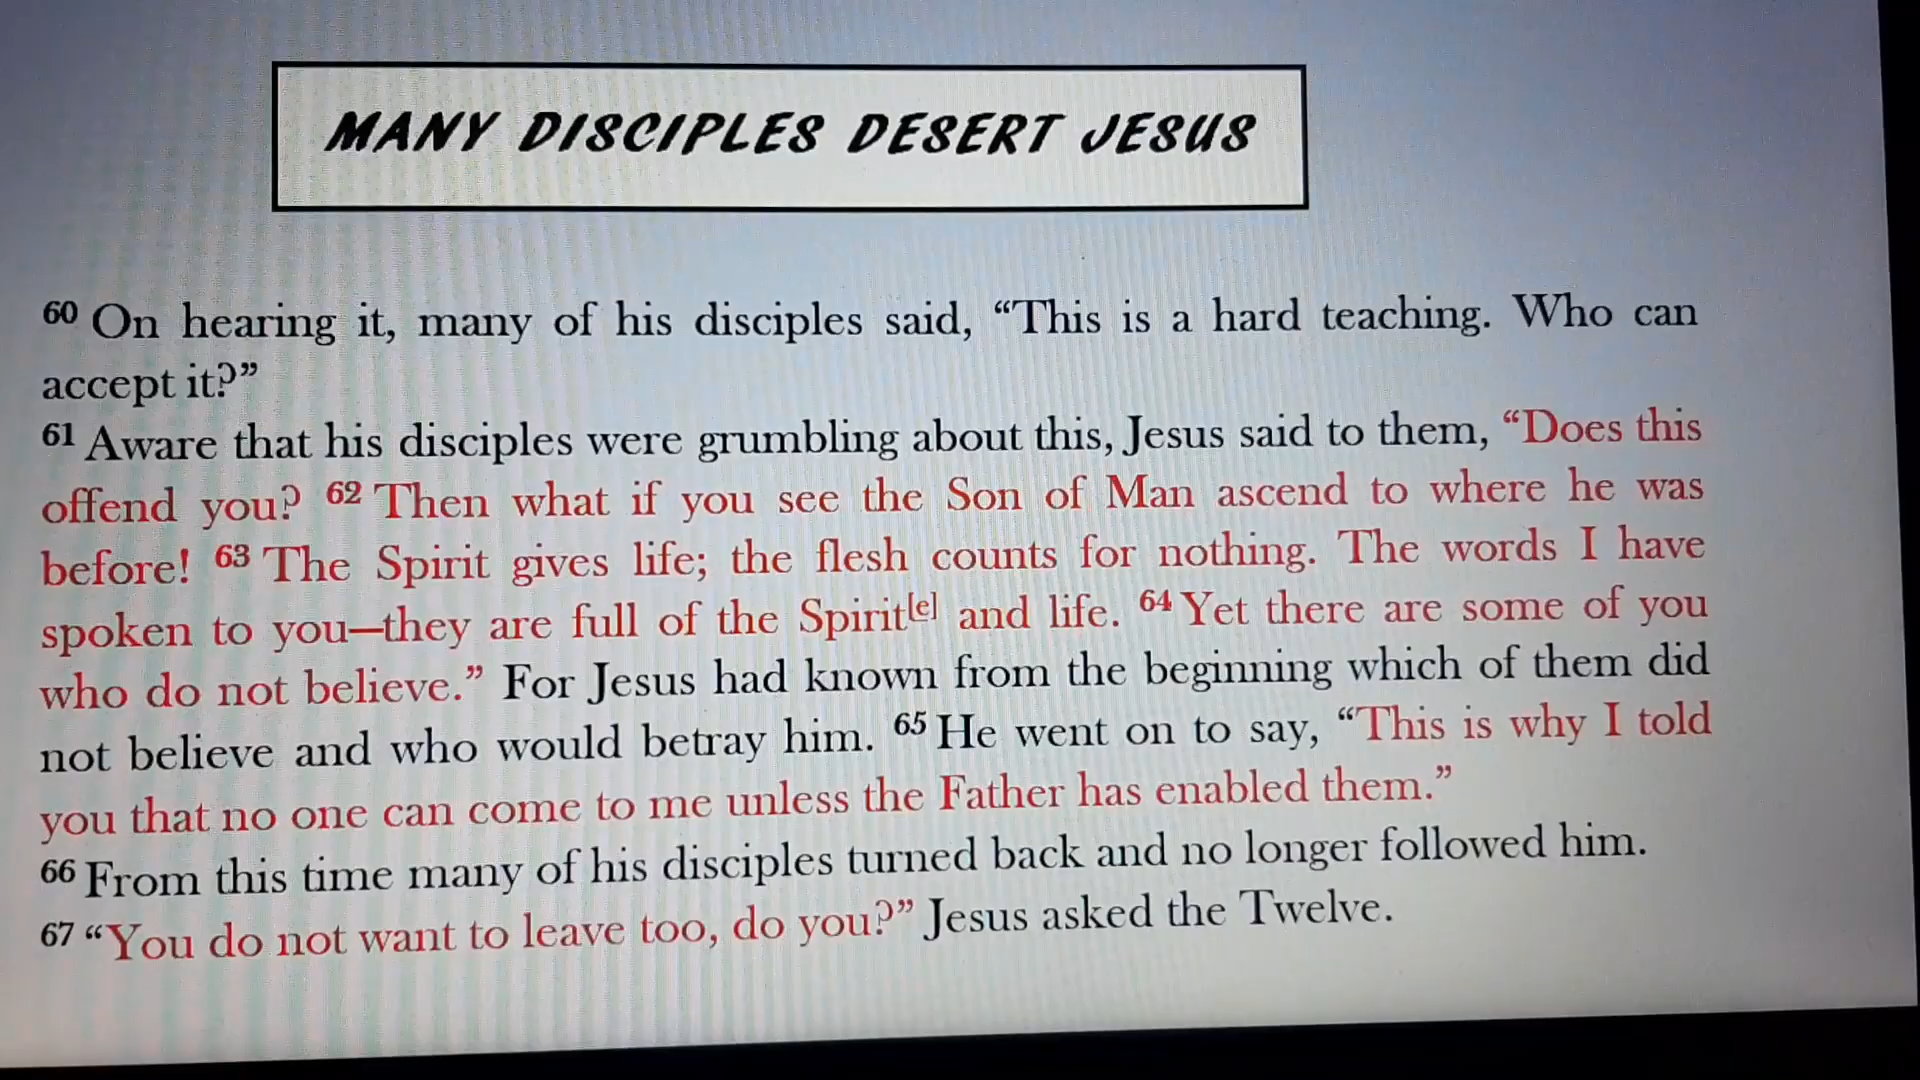 MANY DISCIPLES DESERT JESUS
60 On hearing it, many of his disciples said, “This is a hard teaching. Who can
accept it?”
61 Aware that his disciples were grumbling about this, Jesus said to them, “Does this
offend you? 62 Then what if you see the Son of Man ascend to where he was
before! 63 The Spirit gives life; the flesh counts for nothing. The words I have
spoken to you—they are full of the Spirit[e] and life. 64 Yet there are some of you
who do not believe.” For Jesus had known from the beginning which of them did
not believe and who would betray him. 65 He went on to say, “This is why I told
you that no one can come to me unless the Father has enabled them.”
66 From this time many of his disciples turned back and no longer followed him.
67 “You do not want to leave too, do you?” Jesus asked the Twelve.